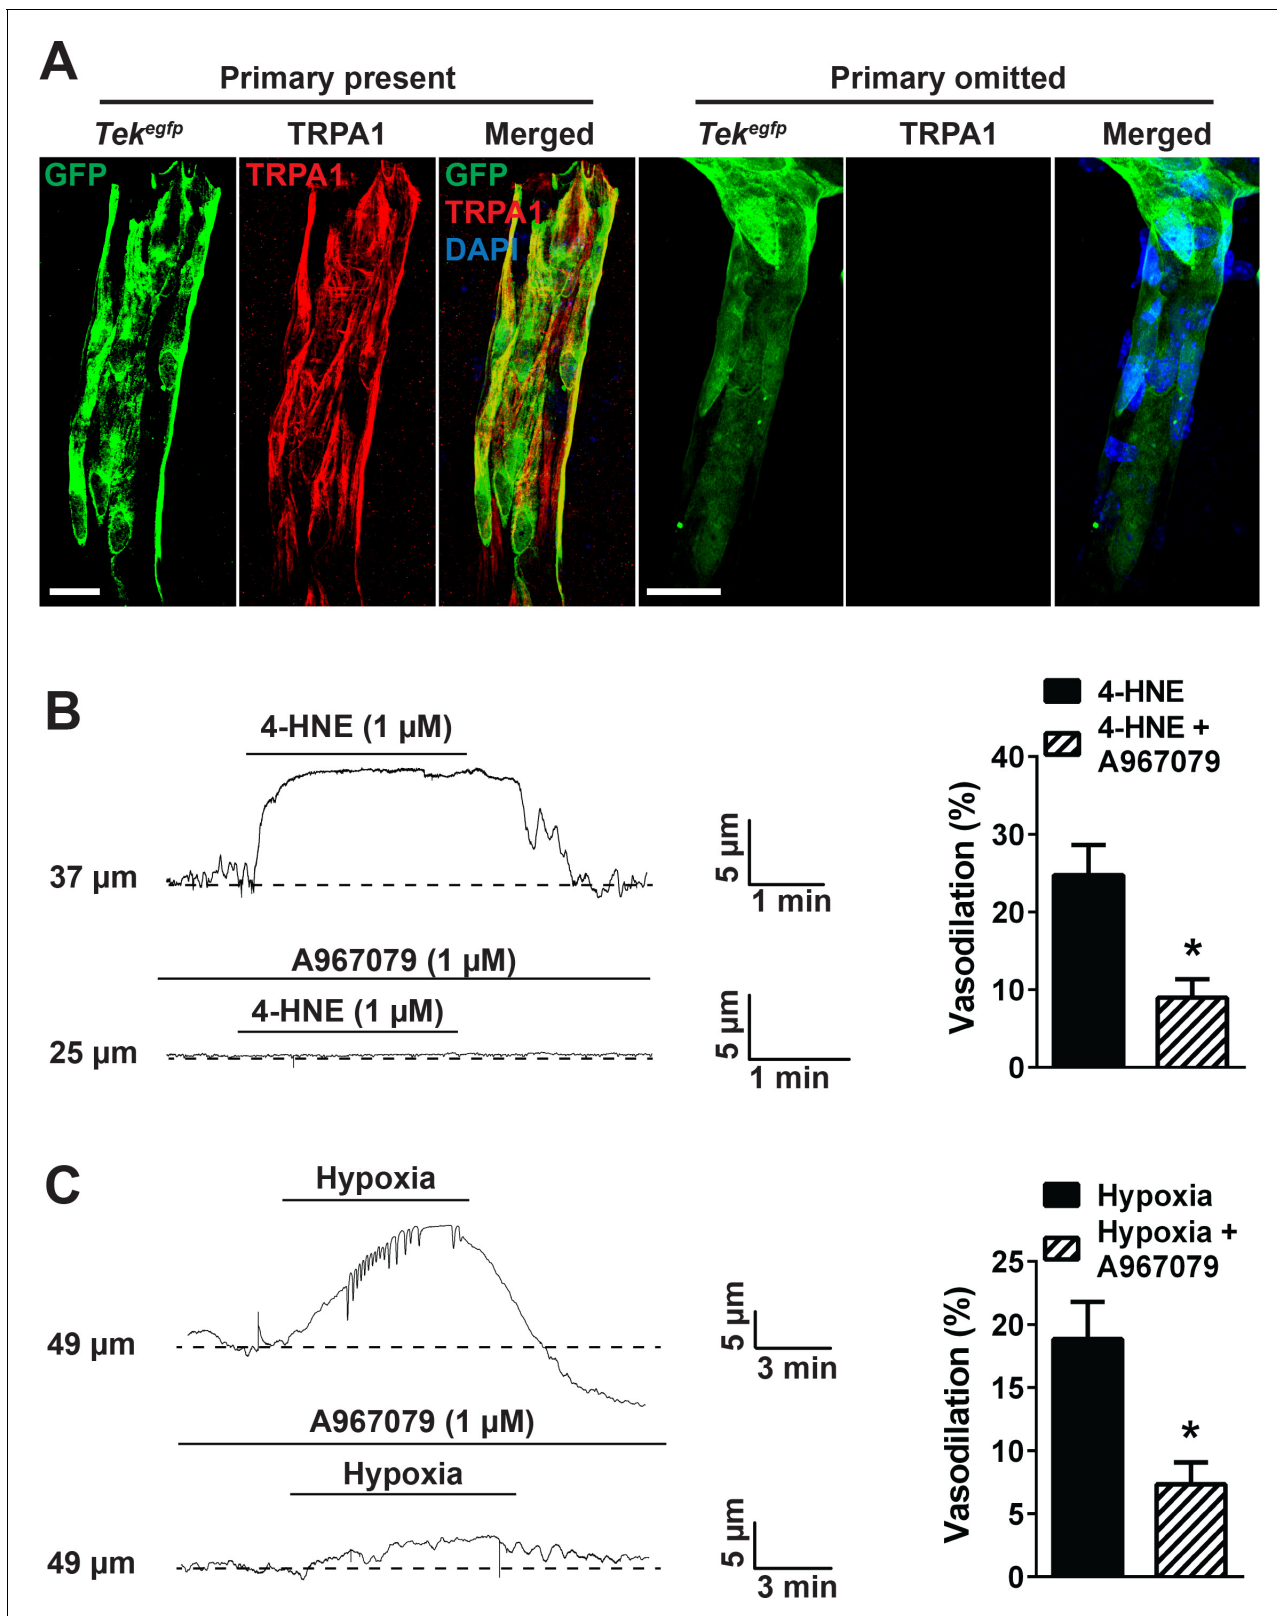 A
Primary present
Primary omitted
Tekegfp
TRPA1
Merged
Tekegfp
TRPA1
Merged
GFP
TRPA1
GFP
TRPA1
DAPI
B
4-HNE (1 µM)
37 µm
5 µm
1 min
A967079 (1 µM)
4-HNE (1 µM)
25 µm
5 µm
1 min
4-HNE
4-HNE +
A967079
Vasodilation (%)
40
30
20
10
0
*
C
Hypoxia
49 µm
5 µm
3 min
A967079 (1 µM)
Hypoxia
49 µm
5 µm
3 min
Hypoxia
Hypoxia +
A967079
Vasodilation (%)
25
20
15
10
5
0
*